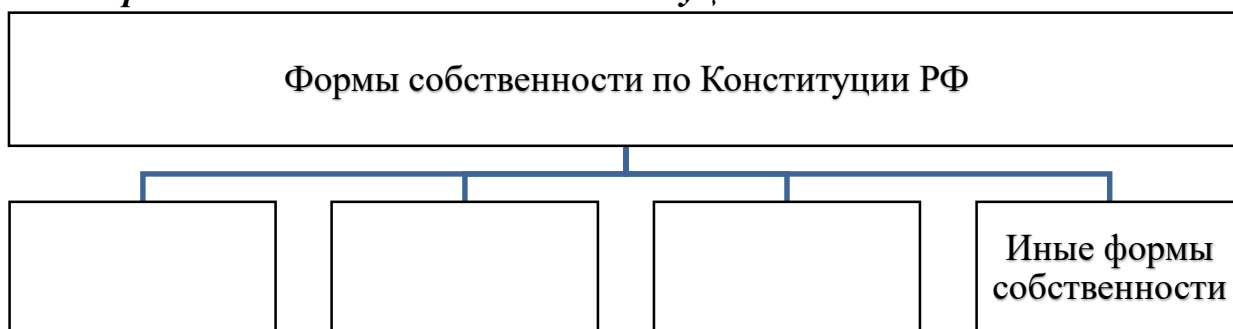 Формы собственности по Конституции РФ
Иные формы
собственности